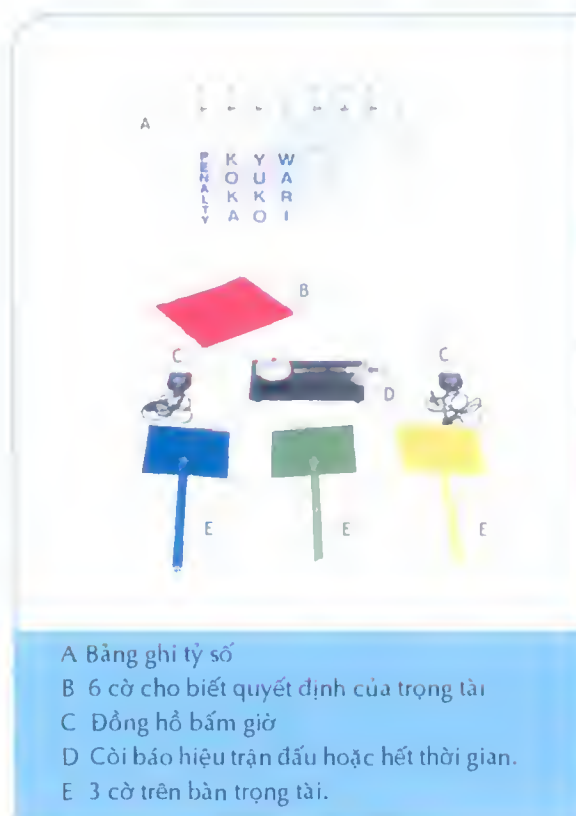 A
P K Y W
E O U A
N K K R
A A O I
L
T
Y
B
C
C
D
E
E
E
A Bảng ghi tỷ số
B 6 cờ cho biết quyết định của trọng tài
C Đồng hồ bấm giờ
D Còi báo hiệu trận đấu hoặc hết thời gian.
E 3 cờ trên bàn trọng tài.